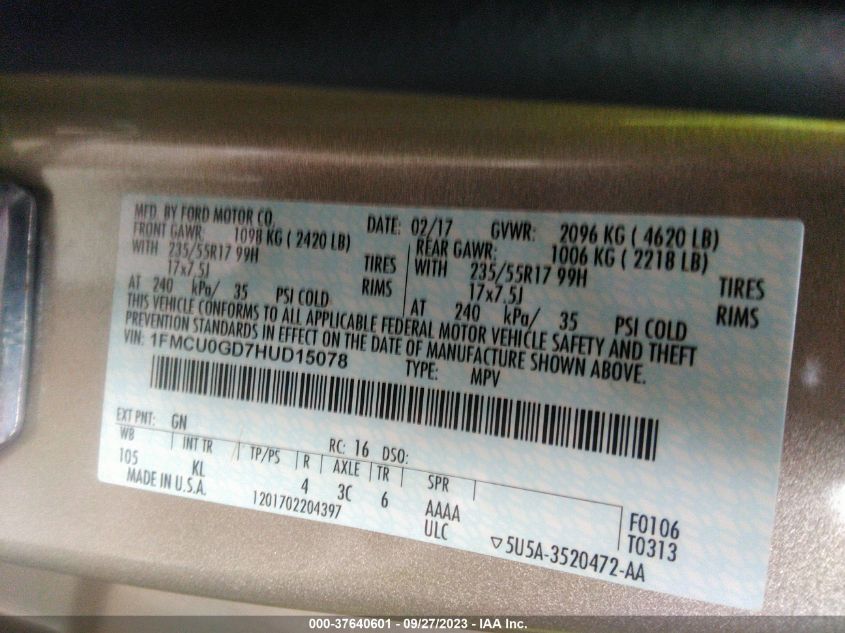 MFD. BY FORD MOTOR CO.
DATE: 02/17 GVWR: 2096 KG ( 4620 LB)
FRONT GAWR: 1098 KG ( 2420 LB) REAR GAWR: 1006 KG ( 2218 LB)
WITH 235/55R17 99H TIRES WITH 235/55R17 99H TIRES
17x7.5J RIMS 17x7.5J RIMS
AT 240 kPa/ 35 PSI COLD AT 240 kPa/ 35 PSI COLD
THIS VEHICLE CONFORMS TO ALL APPLICABLE FEDERAL MOTOR VEHICLE SAFETY AND THEFT
PREVENTION STANDARDS IN EFFECT ON THE DATE OF MANUFACTURE SHOWN ABOVE.
VIN: 1FMCU0GD7HUD15078 TYPE: MPV
EXT PNT: GN RC: 16 DSO:
WB INT TR TP/PS R AXLE TR SPR
105 KL 4 3C 6 AAAA F0106
MADE IN U.S.A. 1201702204397 ULC T0313
▽5U5A-3520472-AA
000-37640601 - 09/27/2023 - IAA Inc.